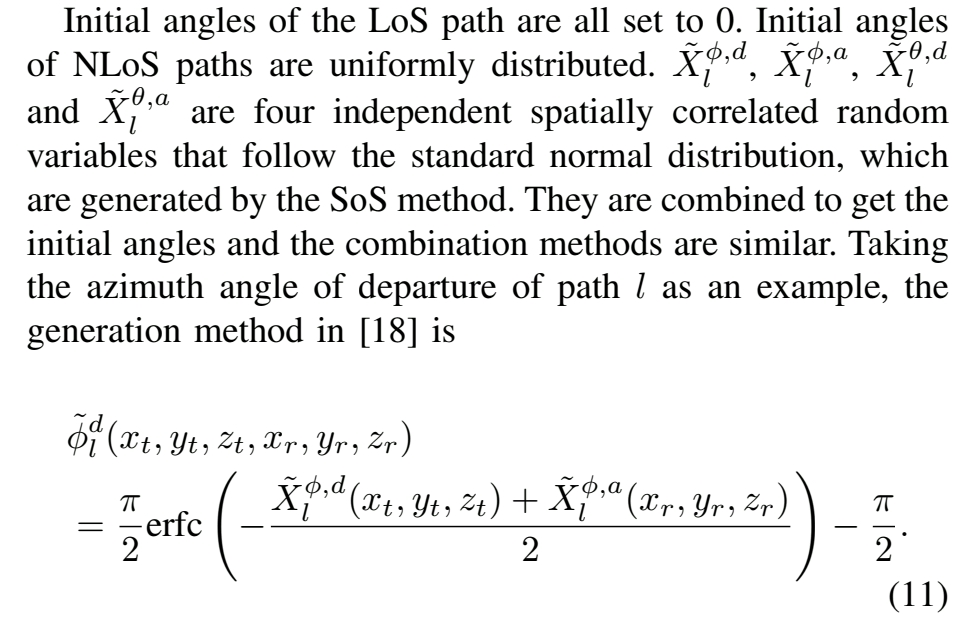 Initial angles of the LoS path are all set to 0. Initial angles
of NLoS paths are uniformly distributed. $\tilde{X}_l^{\phi,d}$, $\tilde{X}_l^{\phi,a}$, $\tilde{X}_l^{\theta,d}$
and $\tilde{X}_l^{\theta,a}$ are four independent spatially correlated random
variables that follow the standard normal distribution, which
are generated by the SoS method. They are combined to get the
initial angles and the combination methods are similar. Taking
the azimuth angle of departure of path $l$ as an example, the
generation method in [18] is
$\tilde{\phi}_l^d(x_t, y_t, z_t, x_r, y_r, z_r)$
$= \frac{\pi}{2}\text{erfc}\left(-\frac{\tilde{X}_l^{\phi,d}(x_t, y_t, z_t) + \tilde{X}_l^{\phi,a}(x_r, y_r, z_r)}{2}\right) - \frac{\pi}{2}.$
(11)